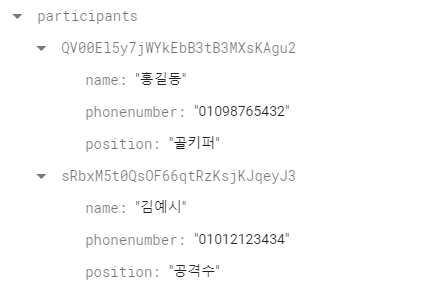 participants
QV00El5y7jWYkEbB3tB3MXsKAgu2
name: "홍길동"
phonenumber: "01098765432"
position: "골키퍼"
sRbxM5t0QsOF66qtRzKsjKJqeyJ3
name: "김예시"
phonenumber: "01012123434"
position: "공격수"